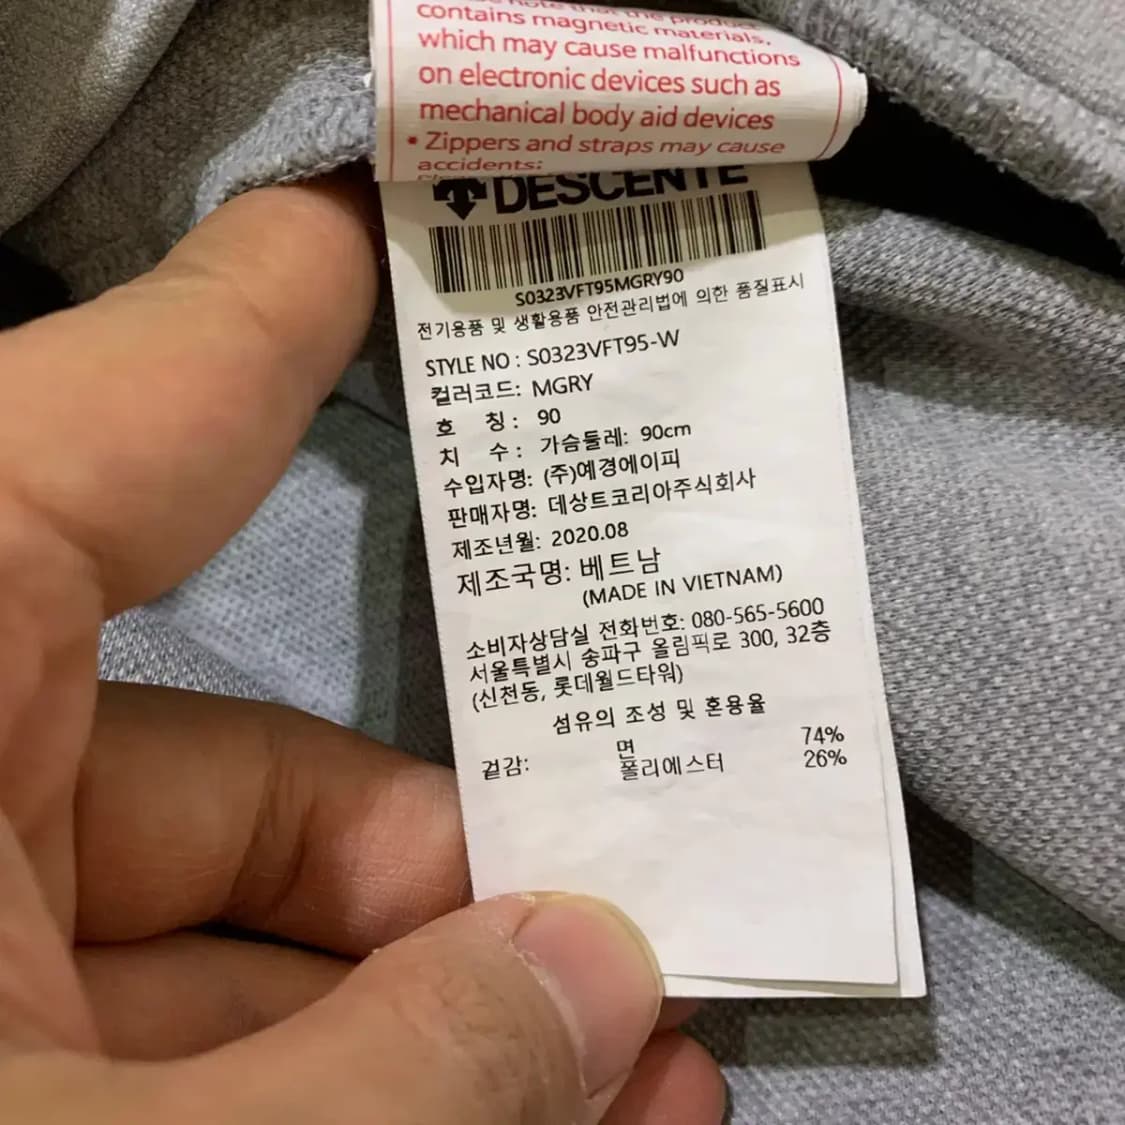 note that the product
contains magnetic materials,
which may cause malfunctions
on electronic devices such as
mechanical body aid devices
• Zippers and straps may cause
accidents:
DESCENTE
S0323VFT95MGRY90
전기용품 및 생활용품 안전관리법에 의한 품질표시
STYLE NO : S0323VFT95-W
컬러코드: MGRY
호 칭 : 90
치 수 : 가슴둘레: 90cm
수입자명: (주)예경에이피
판매자명: 데상트코리아주식회사
제조년월: 2020.08
제조국명: 베트남
(MADE IN VIETNAM)
소비자상담실 전화번호: 080-565-5600
서울특별시 송파구 올림픽로 300, 32층
(신천동, 롯데월드타워)
섬유의 조성 및 혼용율
겉감: 면 74%
폴리에스터 26%